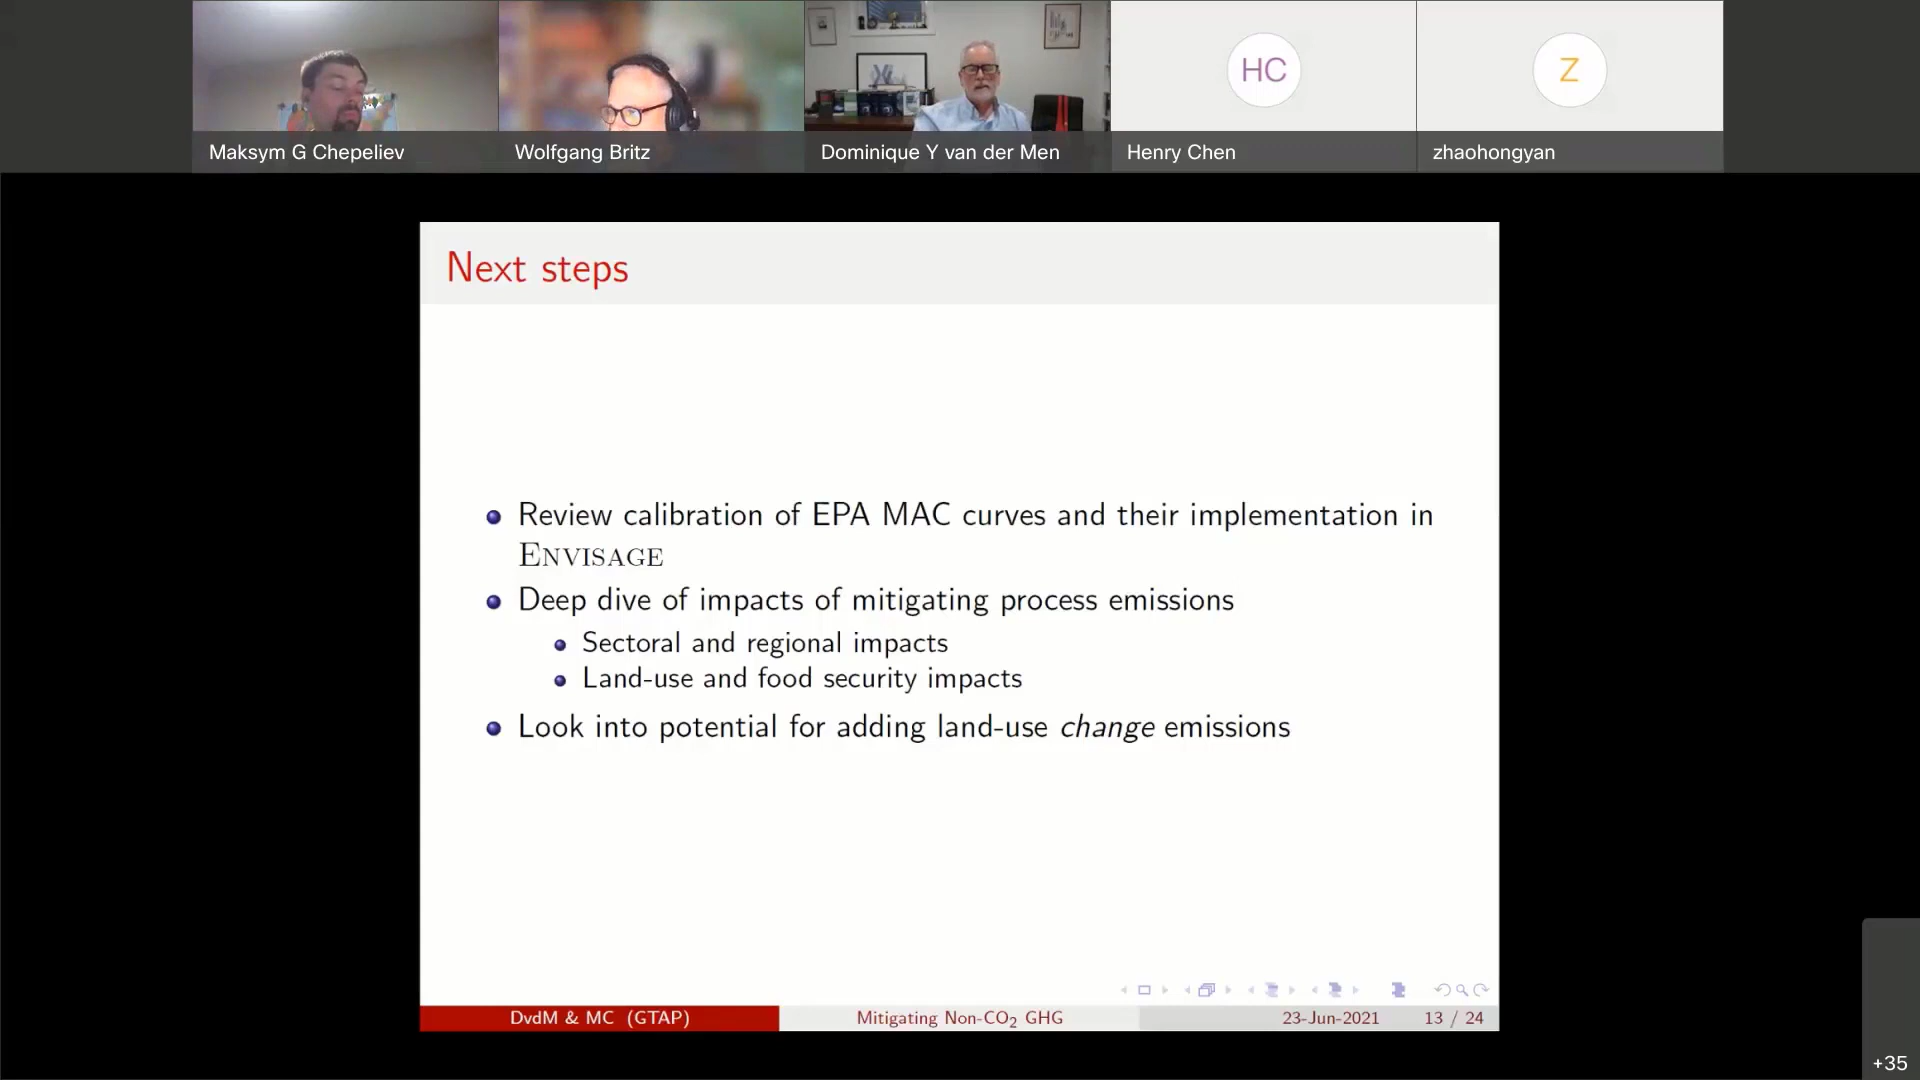 HC
Z
Maksym G Chepeliev
Wolfgang Britz
Dominique Y van der Men
Henry Chen
zhaohongyan
Next steps
Review calibration of EPA MAC curves and their implementation in
ENVISAGE
Deep dive of impacts of mitigating process emissions
Sectoral and regional impacts
Land-use and food security impacts
Look into potential for adding land-use change emissions
DvdM & MC (GTAP)
Mitigating Non-CO₂ GHG
23-Jun-2021
13 / 24
+35